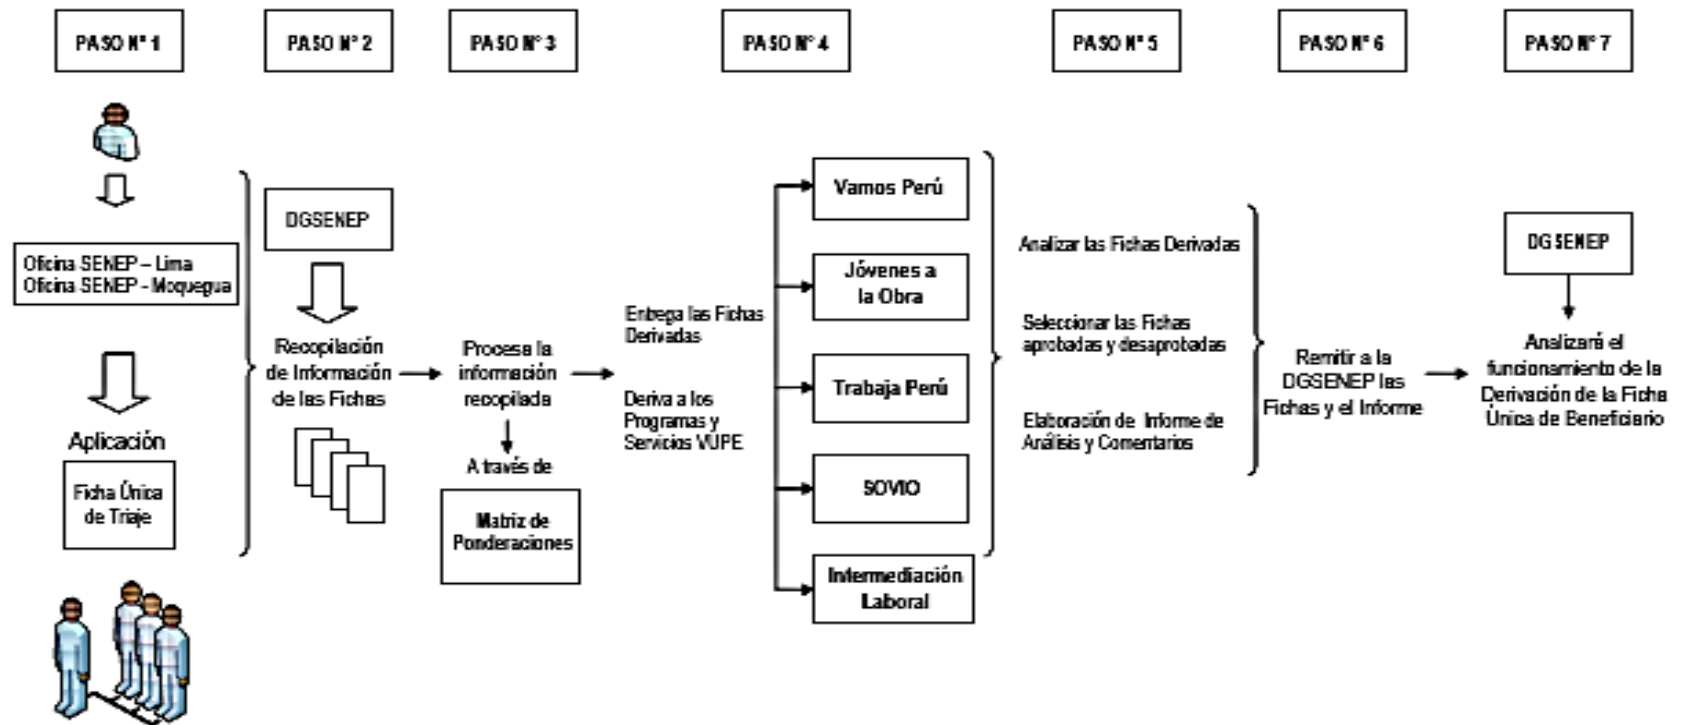 PASO N° 1
PASO N° 2
PASO N° 3
PASO N° 4
PASO N° 5
PASO N° 6
PASO N° 7
Oficina SENEP – Lima
Oficina SENEP - Moquegua
Aplicación
Ficha Única
de Triaje
DGSENEP
Recopilación
de Información
de las Fichas
Procesa la
información
recopilada
A través de
Matriz de
Ponderaciones
Entrega las Fichas
Derivadas
Deriva a los
Programas y
Servicios VUPE
Vamos Perú
Jóvenes a
la Obra
Trabaja Perú
SOVIO
Intermediación
Laboral
Analizar las Fichas Derivadas
Seleccionar las Fichas
aprobadas y desaprobadas
Elaboración de Informe de
Análisis y Comentarios
Remitir a la
DGSENEP las
Fichas y el Informe
DGSENEP
Analizará el
funcionamiento de la
Derivación de la Ficha
Única de Beneficiario